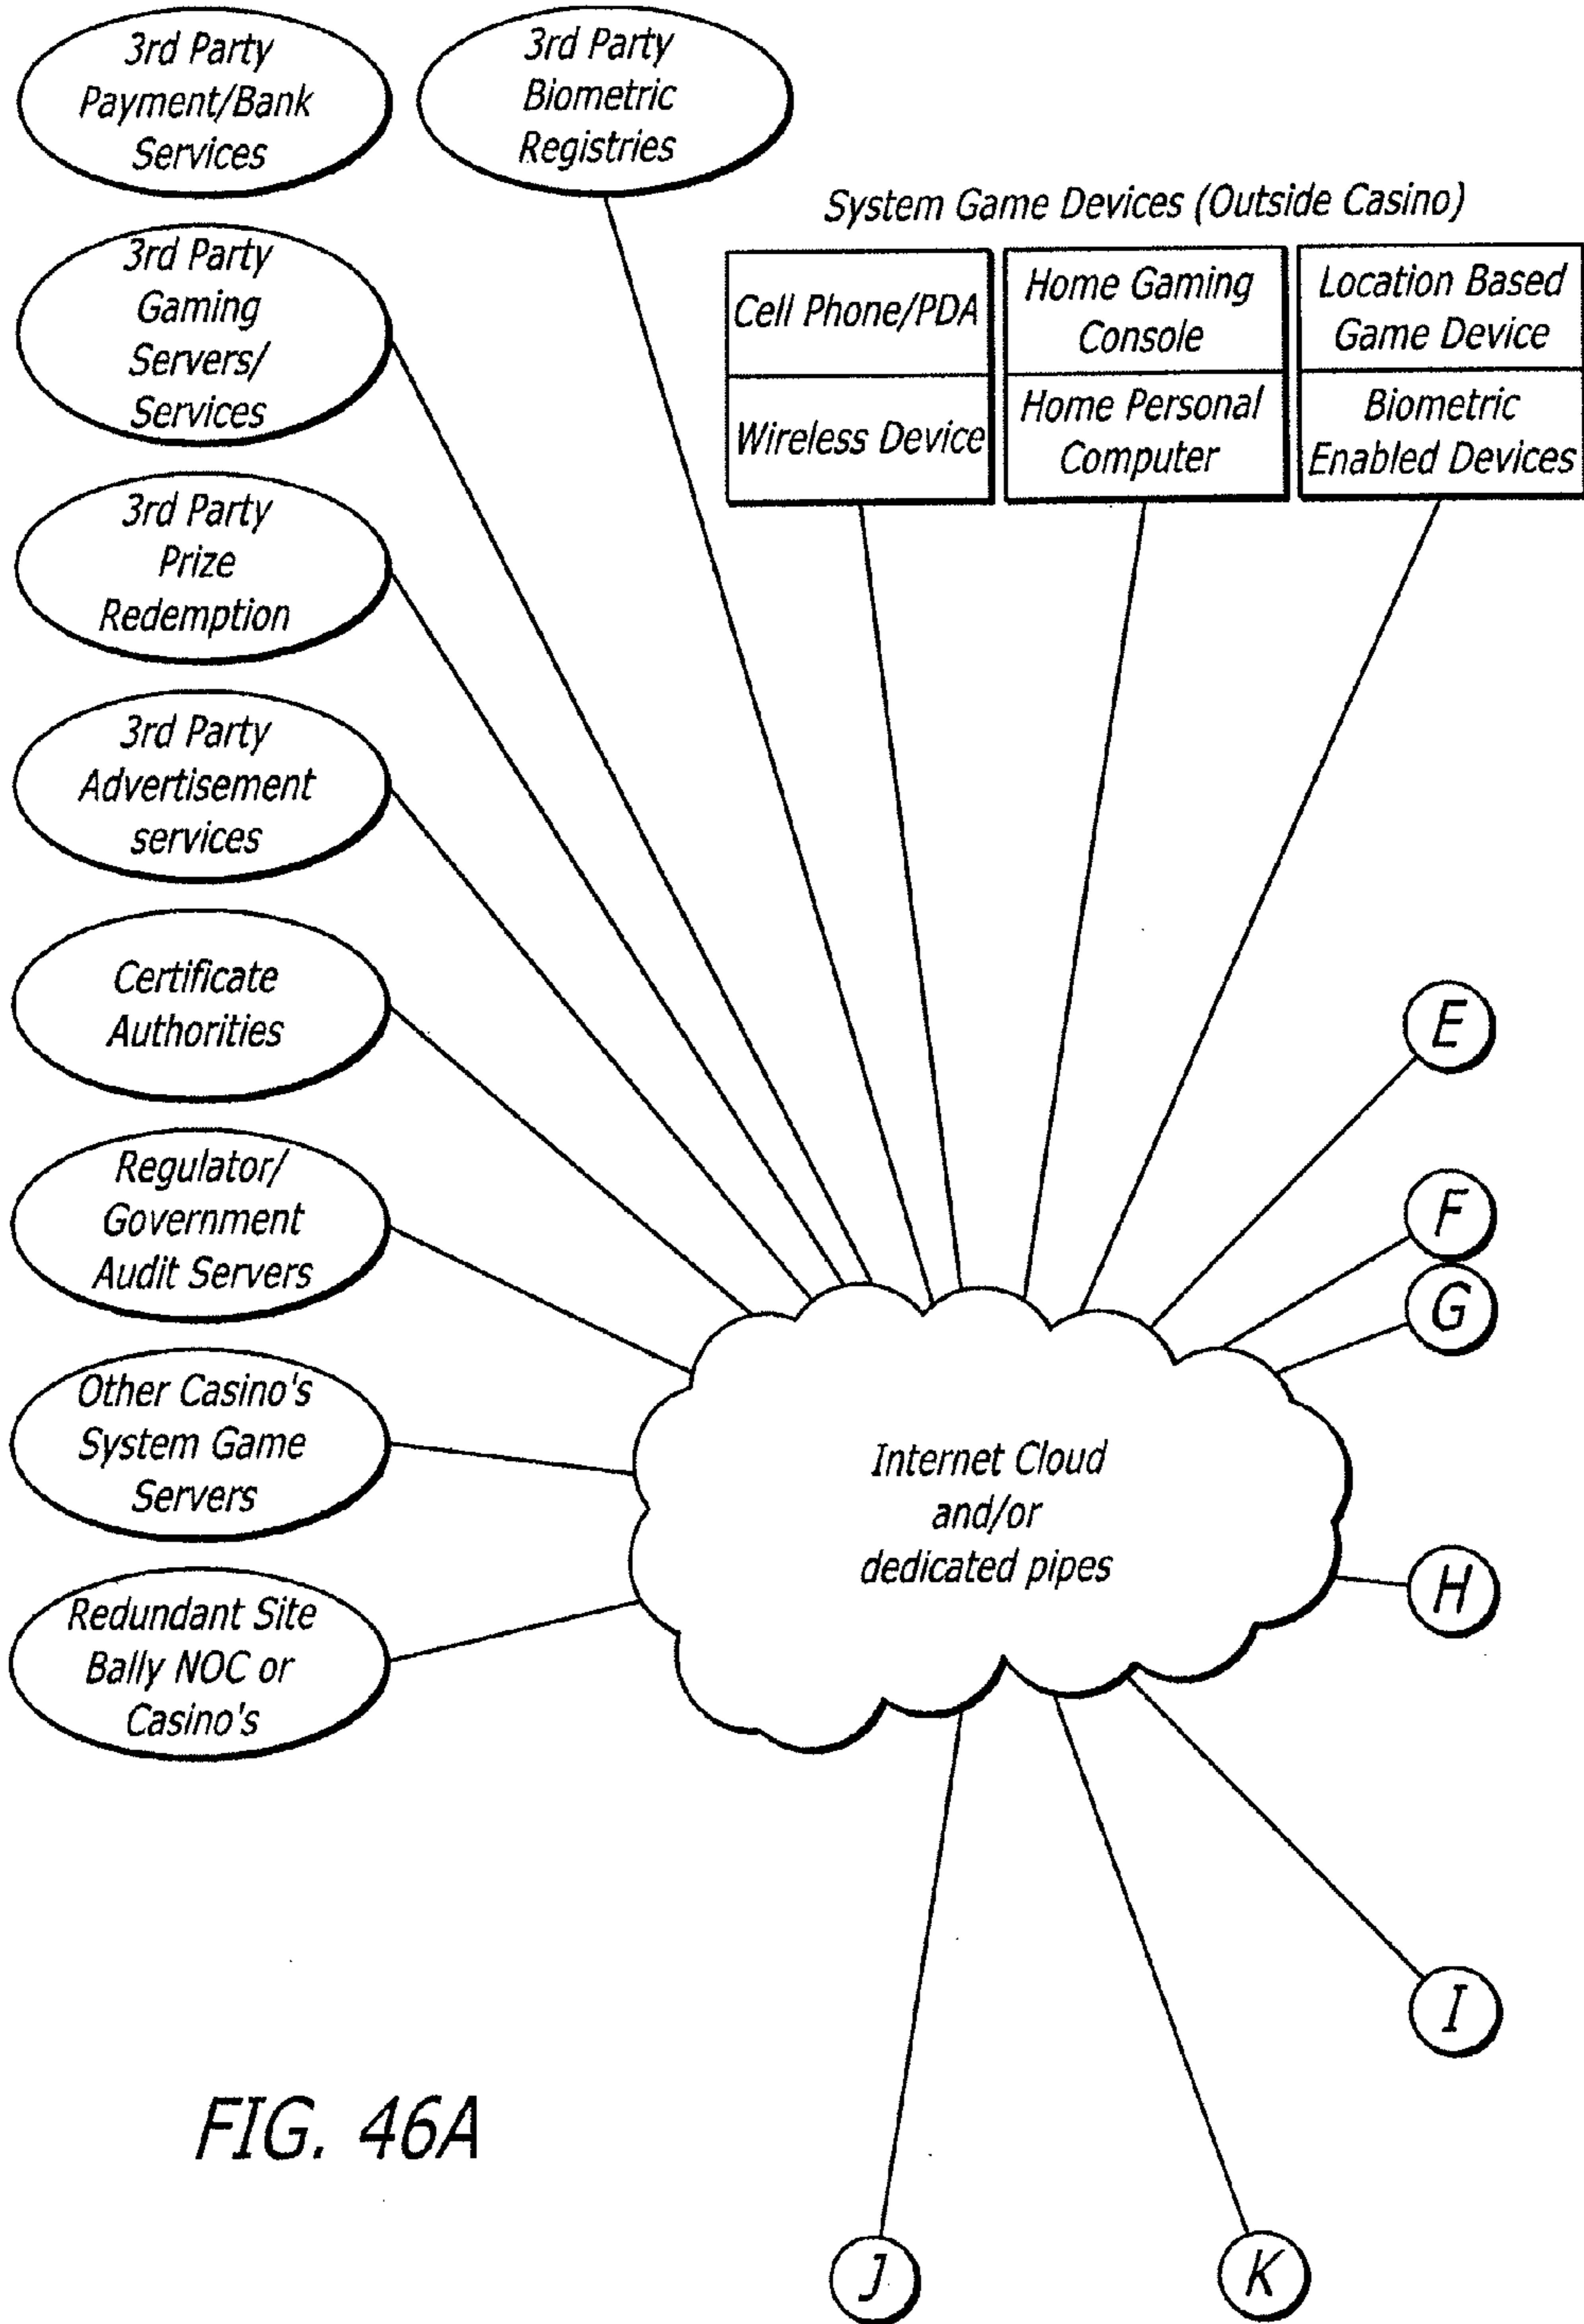 3rd Party
Payment/Bank
Services
3rd Party
Biometric
Registries
System Game Devices (Outside Casino)
Cell Phone/PDA
Wireless Device
Home Gaming
Console
Home Personal
Computer
Location Based
Game Device
Biometric
Enabled Devices
3rd Party
Gaming
Servers/
Services
3rd Party
Prize
Redemption
3rd Party
Advertisement
services
Certificate
Authorities
Regulator/
Government
Audit Servers
Other Casino's
System Game
Servers
Redundant Site
Bally NOC or
Casino's
Internet Cloud
and/or
dedicated pipes
E
F
G
H
I
J
K
FIG. 46A